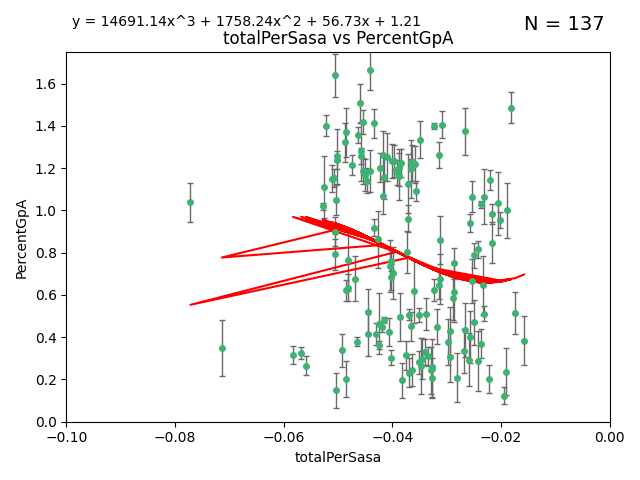 y = 14691.14x^3 + 1758.24x^2 + 56.73x + 1.21
N = 137
totalPerSasa vs PercentGpA
PercentGpA
1.6
1.4
1.2
1.0
0.8
0.6
0.4
0.2
0.0
−0.10 −0.08 −0.06 −0.04 −0.02 0.00
totalPerSasa